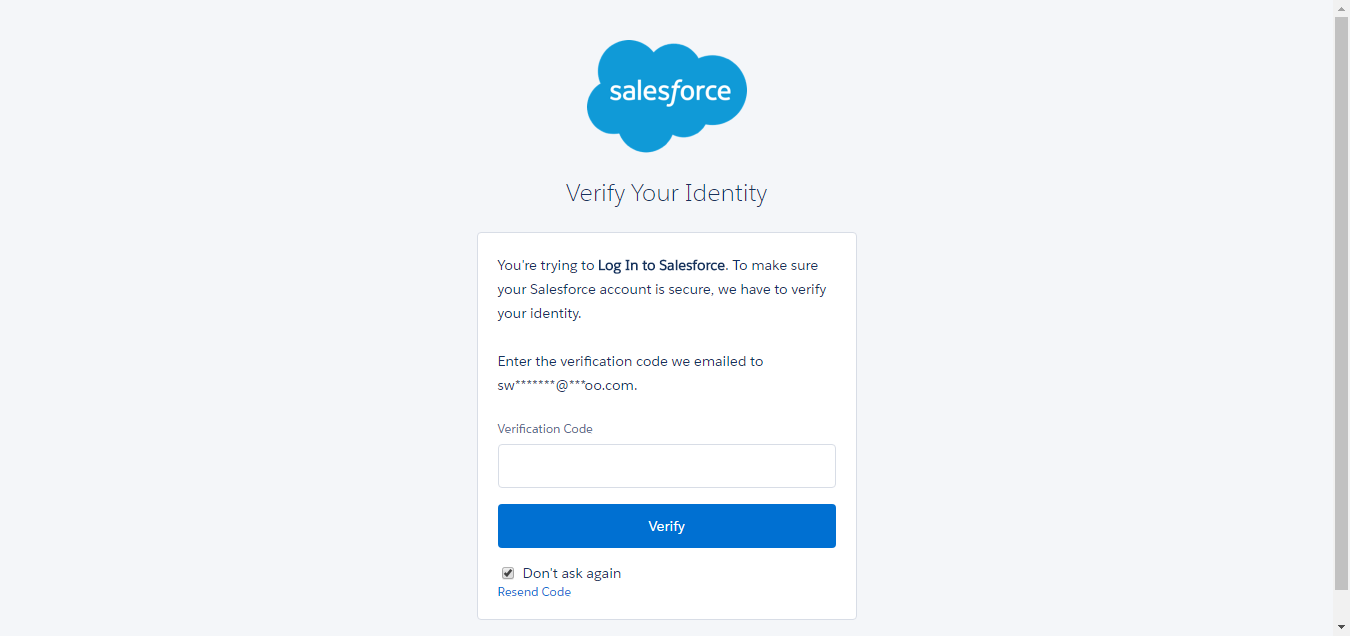 salesforce
Verify Your Identity
You're trying to Log In to Salesforce. To make sure
your Salesforce account is secure, we have to verify
your identity.
Enter the verification code we emailed to
sw*******@***oo.com.
Verification Code
Verify
Don't ask again
Resend Code